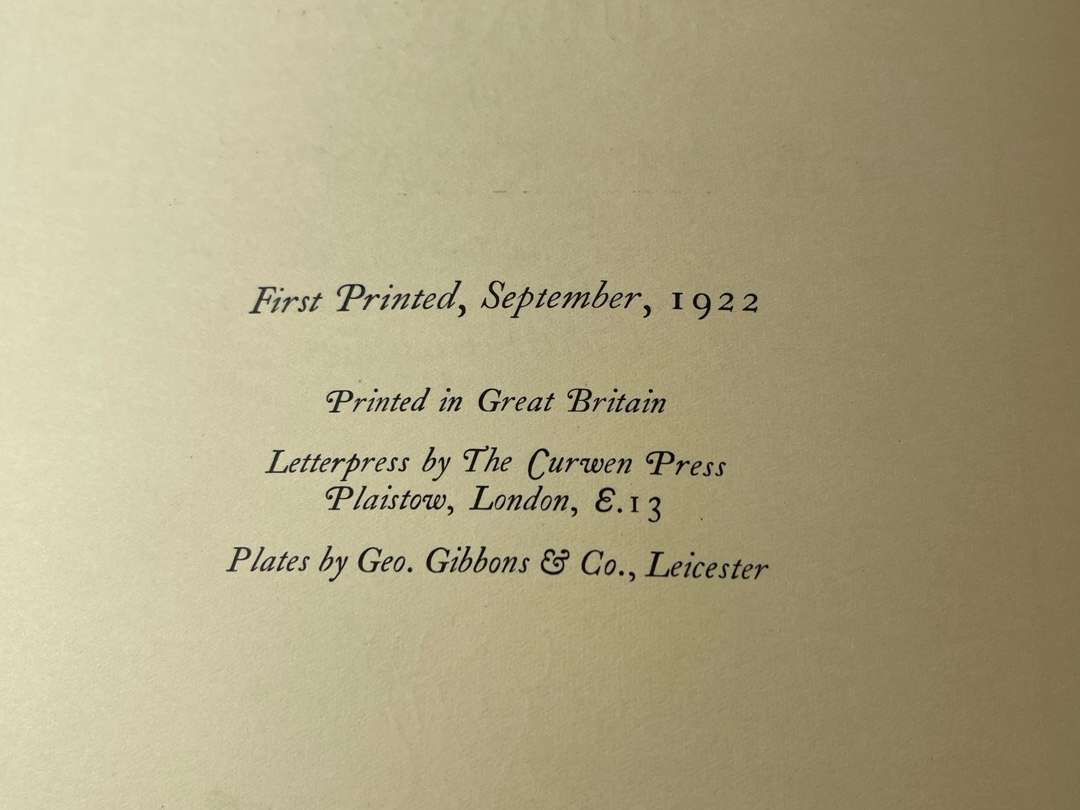 First Printed, September, 1922
Printed in Great Britain
Letterpress by The Curwen Press
Plaistow, London, E.13
Plates by Geo. Gibbons & Co., Leicester